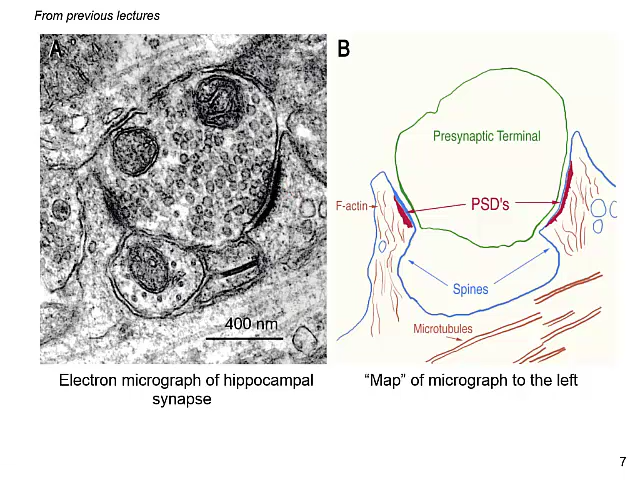 From previous lectures
A
B
Presynaptic Terminal
F-actin
PSD's
Spines
400 nm
Microtubules
Electron micrograph of hippocampal
synapse
“Map” of micrograph to the left
7